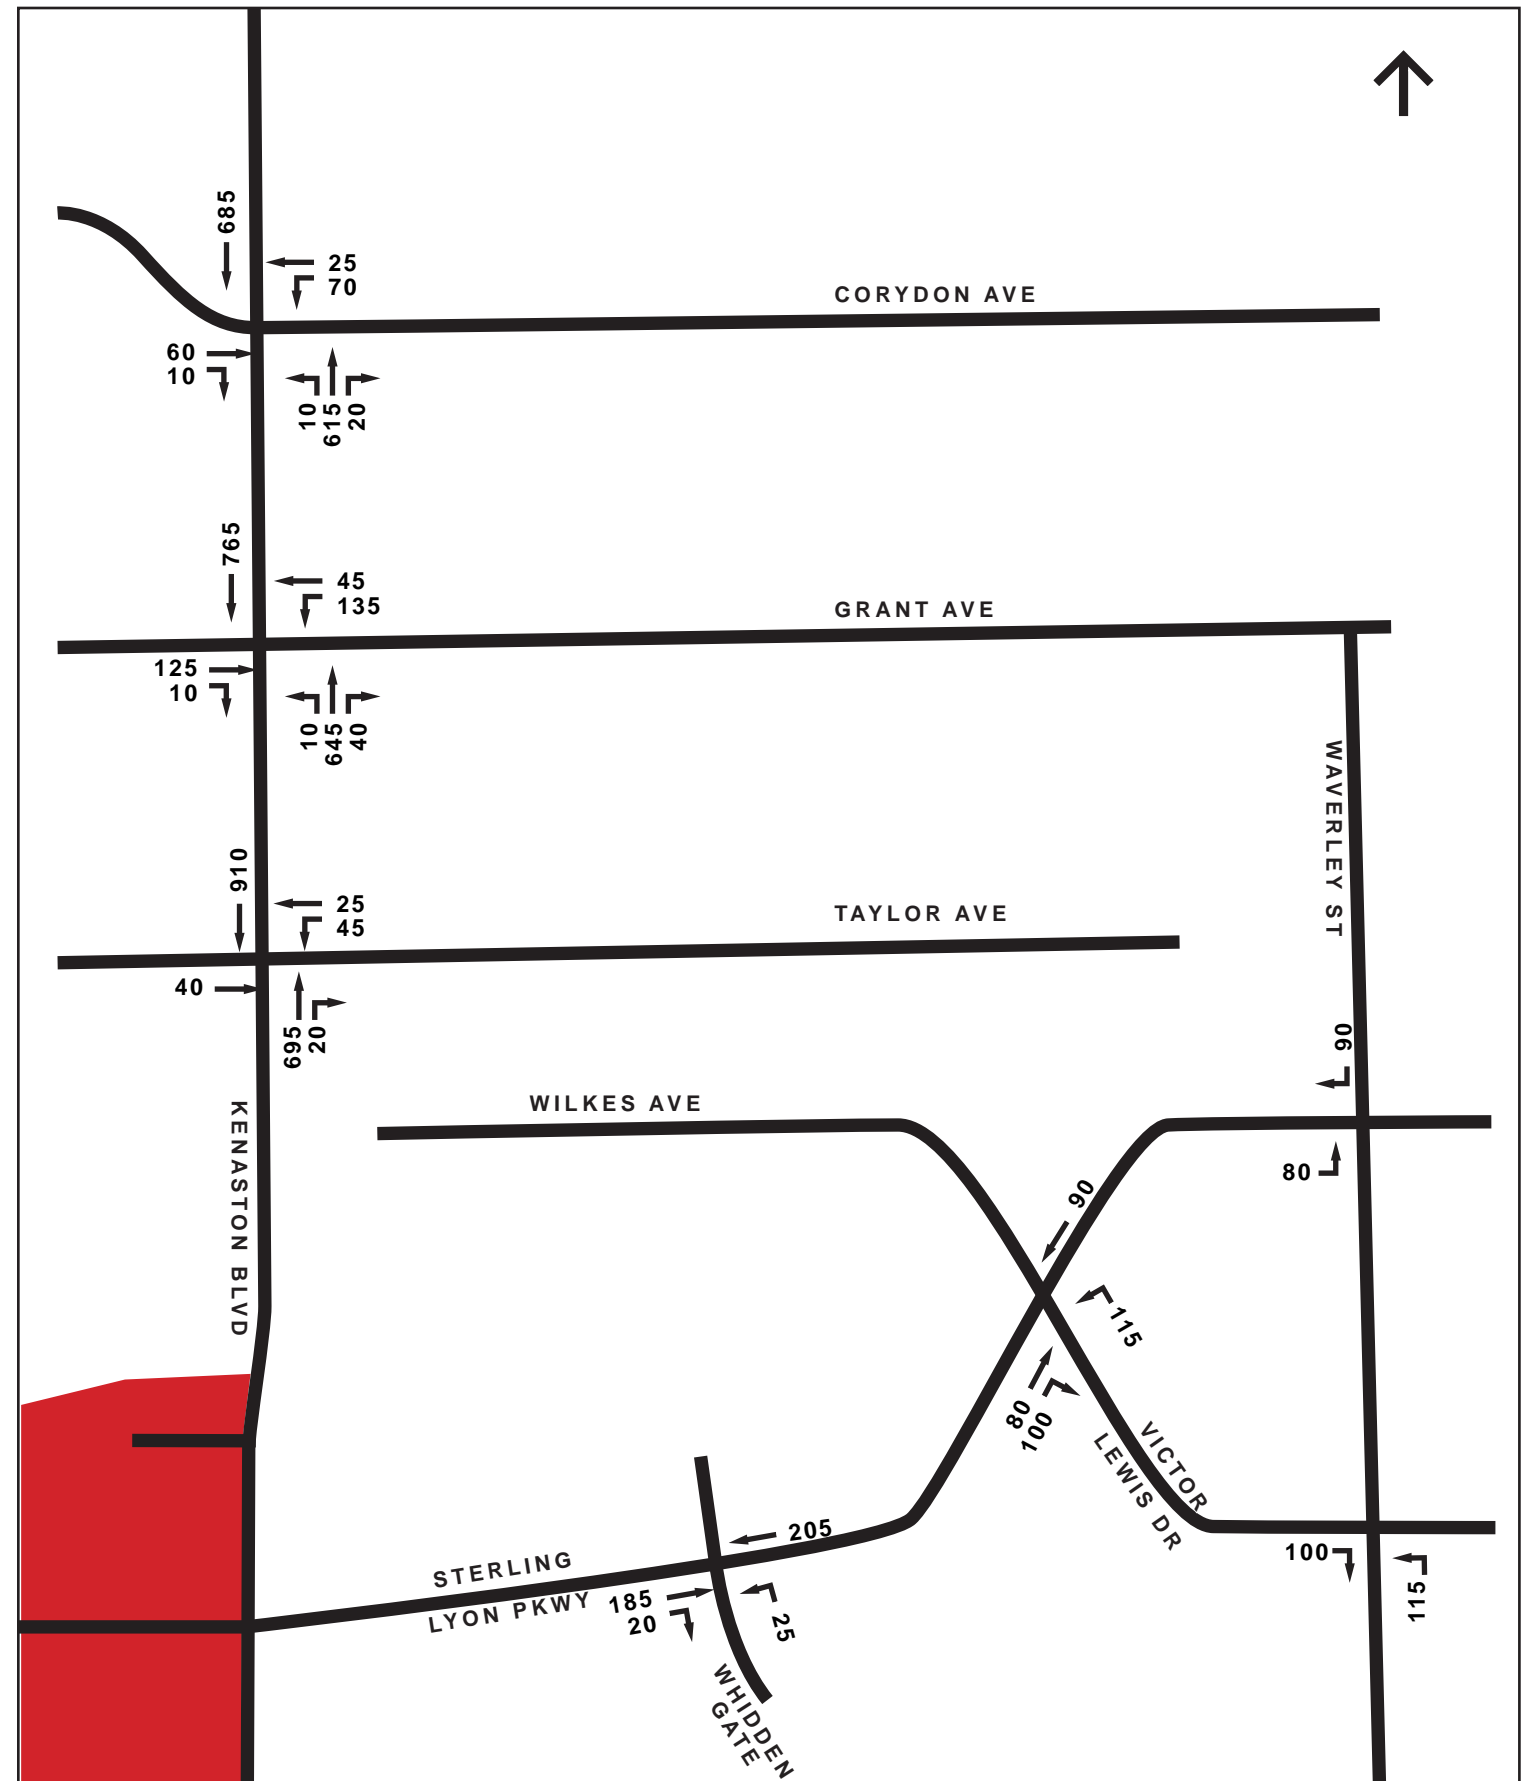 685
25
70
CORYDON AVE
60
10
10
615
20
765
45
135
GRANT AVE
125
10
10
645
40
WAVERLEY ST
910
25
45
TAYLOR AVE
40
695
20
90
KENASTON BLVD
WILKES AVE
80
90
115
80
100
VICTOR
LEWIS DR
205
STERLING
LYON PKWY
185
20
25
100
115
WHIDDEN
GATE